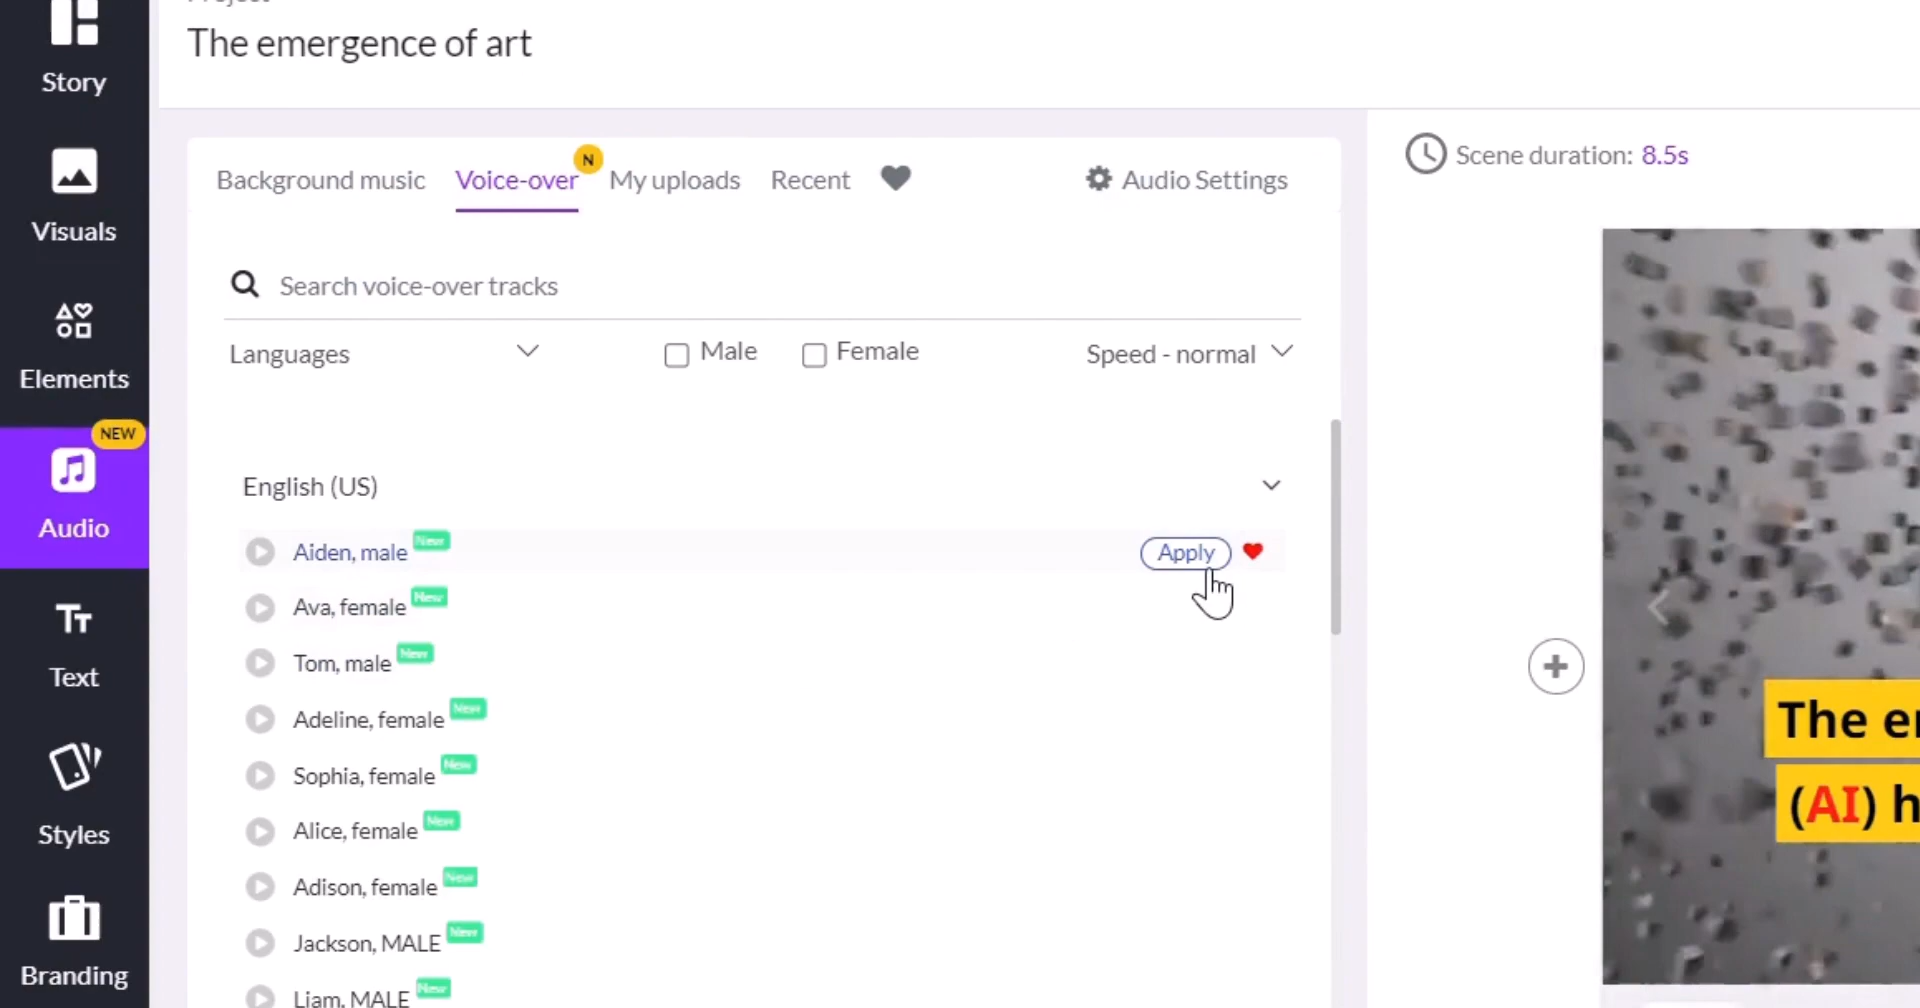 The emergence of art
Story
Visuals
Elements
NEW
Audio
Text
Styles
Branding
Background music
Voice-over
N
My uploads
Recent
Audio Settings
Search voice-over tracks
Languages
Male
Female
Speed - normal
English (US)
Aiden, male New
Apply
Ava, female New
Tom, male New
Adeline, female New
Sophia, female New
Alice, female New
Adison, female New
Jackson, MALE New
Liam, MALE New
Scene duration: 8.5s
The e
(AI) h